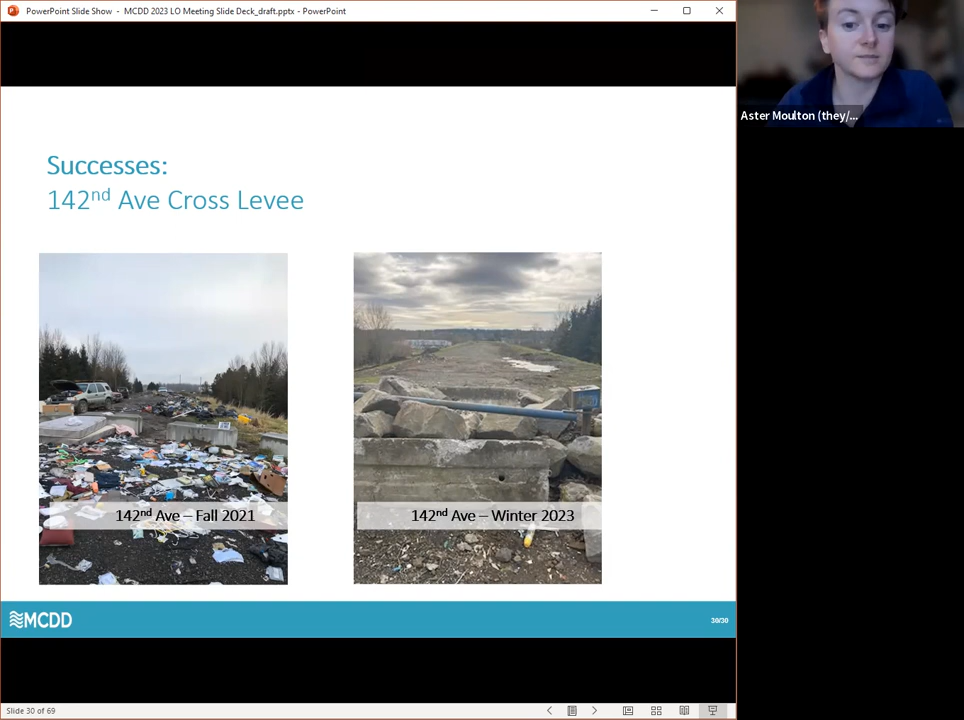 PowerPoint Slide Show - MCDD 2023 LO Meeting Slide Deck_draft.pptx - PowerPoint
Aster Moulton (they/...
Successes:
142nd Ave Cross Levee
142nd Ave – Fall 2021
142nd Ave – Winter 2023
MCDD
30/30
Slide 30 of 69